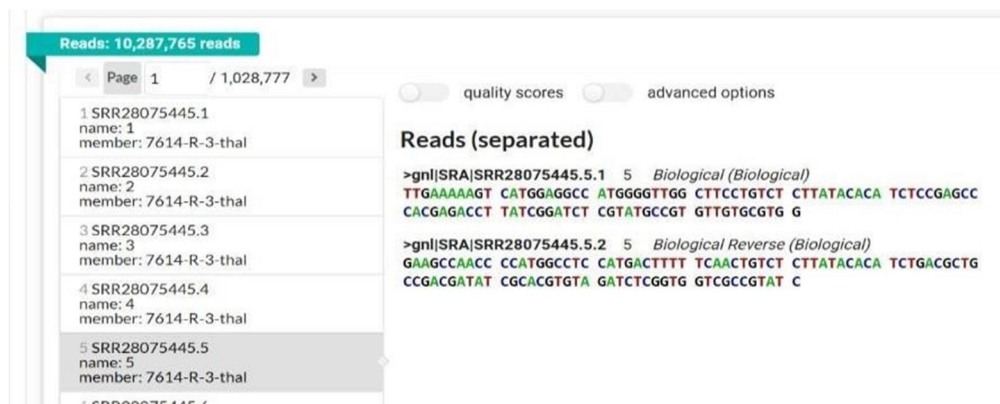 Reads: 10,287,765 reads
< Page 1 / 1,028,777 >
1 SRR28075445.1
name: 1
member: 7614-R-3-thal
2 SRR28075445.2
name: 2
member: 7614-R-3-thal
3 SRR28075445.3
name: 3
member: 7614-R-3-thal
4 SRR28075445.4
name: 4
member: 7614-R-3-thal
5 SRR28075445.5
name: 5
member: 7614-R-3-thal
quality scores advanced options
Reads (separated)
>gnl|SRA|SRR28075445.5.1 5 Biological (Biological)
TTGAAAAAGT CATGGAGGCC ATGGGGTTGG CTTCCTGTCT CTTATACACA TCTCCGAGCC
CACGAGACCT TATCGGATCT CGTATGCCGT GTTGTGCGTG G
>gnl|SRA|SRR28075445.5.2 5 Biological Reverse (Biological)
GAAGCCAACC CCATGGCCTC CATGACTTTT TCAACTGTCT CTTATACACA TCTGACGCTG
CCGACGATAT CGCACGTGTA GATCTCGGTG GTCGCCGTAT C